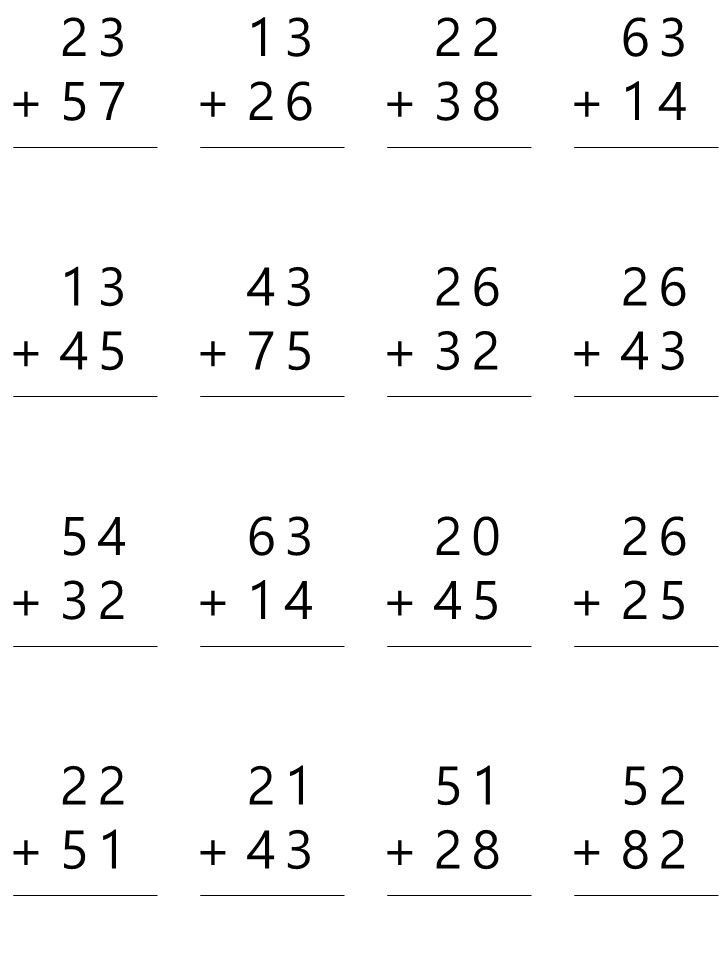 23 13 22 63
+ 57 + 26 + 38 + 14
13 43 26 26
+ 45 + 75 + 32 + 43
54 63 20 26
+ 32 + 14 + 45 + 25
22 21 51 52
+ 51 + 43 + 28 + 82